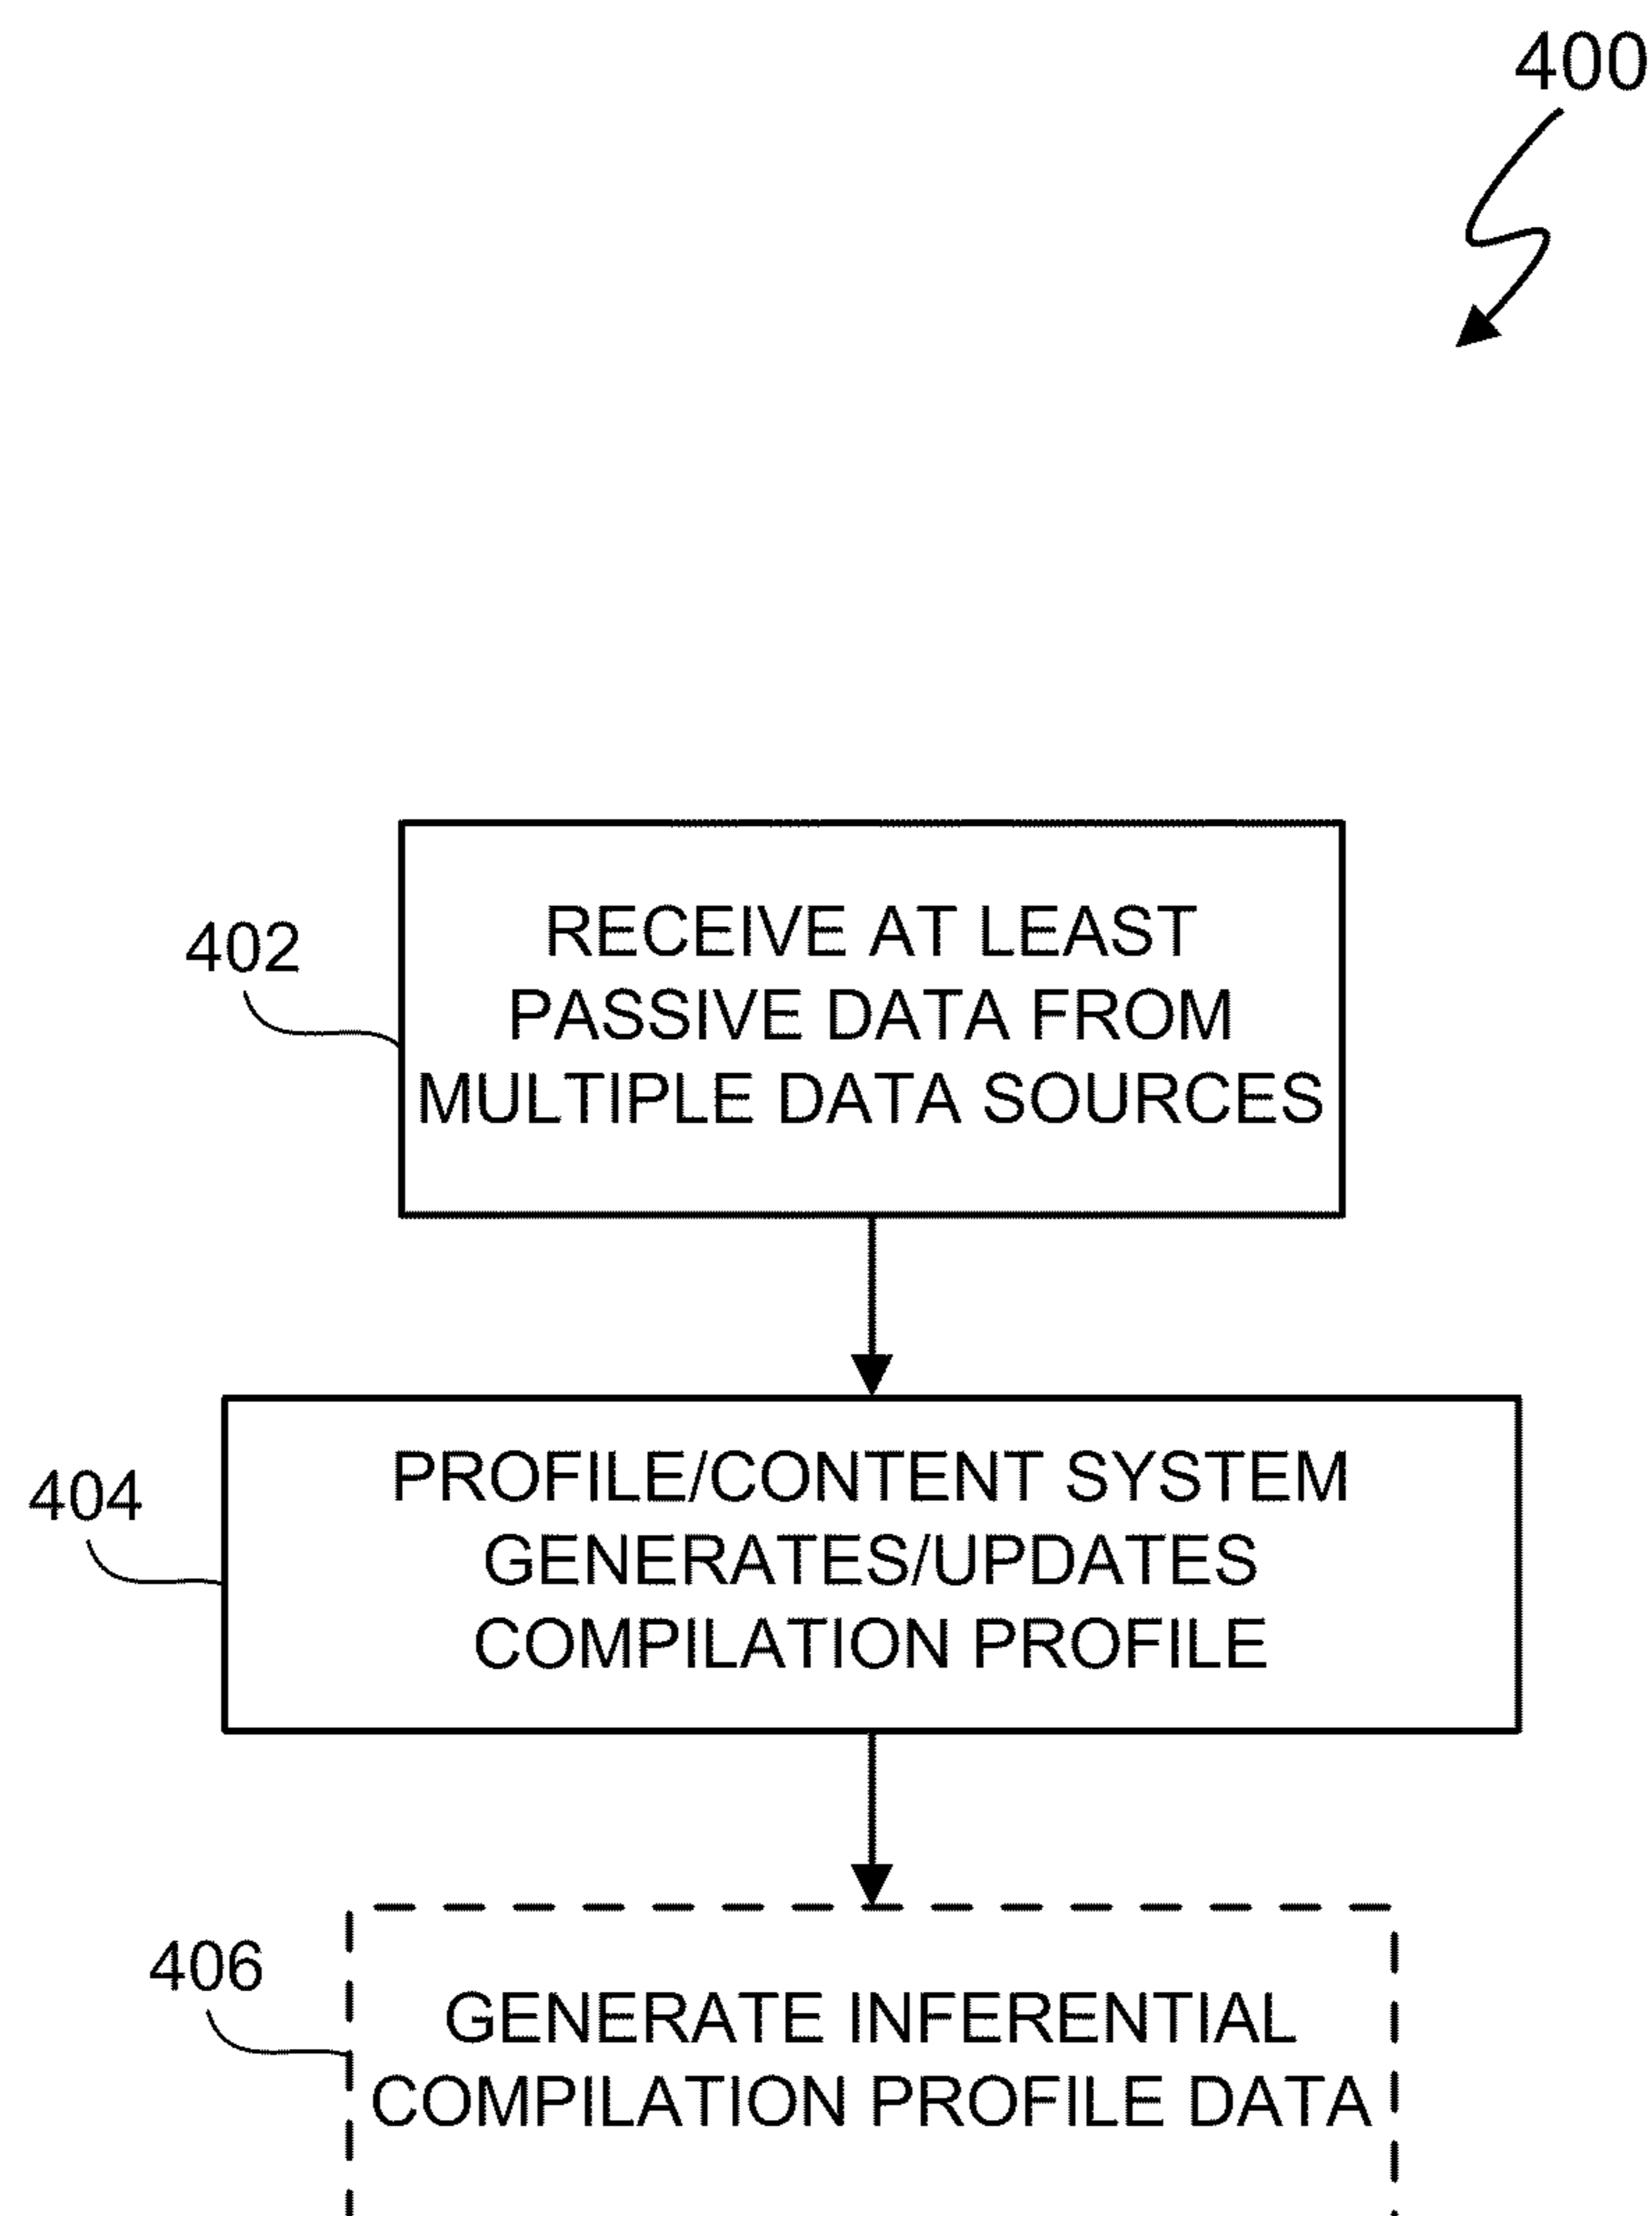 400
402
RECEIVE AT LEAST
PASSIVE DATA FROM
MULTIPLE DATA SOURCES
404
PROFILE/CONTENT SYSTEM
GENERATES/UPDATES
COMPILATION PROFILE
406
GENERATE INFERENTIAL
COMPILATION PROFILE DATA